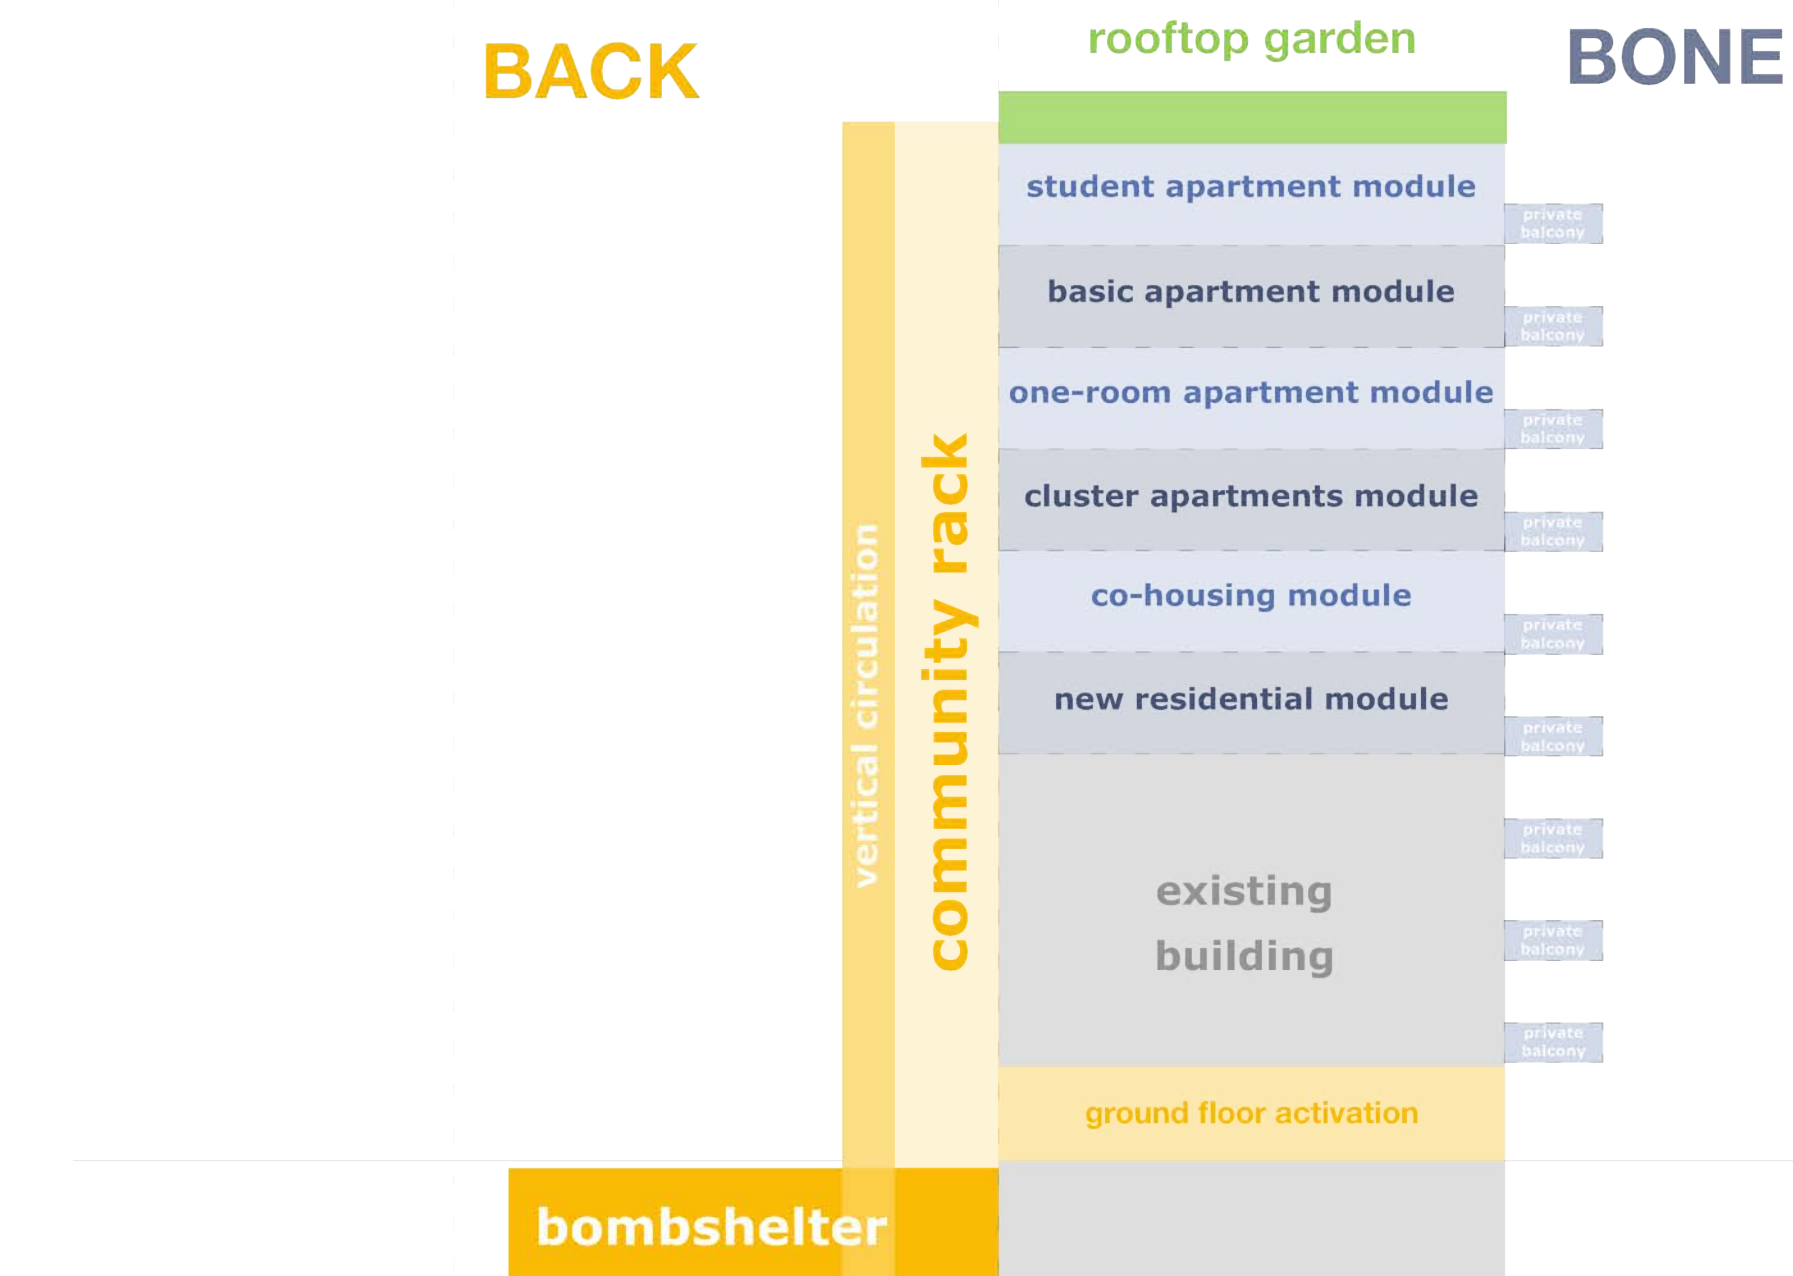 BACK
rooftop garden
BONE
student apartment module
private
balcony
basic apartment module
private
balcony
one-room apartment module
private
balcony
cluster apartments module
private
balcony
co-housing module
private
balcony
new residential module
private
balcony
vertical circulation
community rack
private
balcony
existing
building
private
balcony
private
balcony
ground floor activation
bombshelter